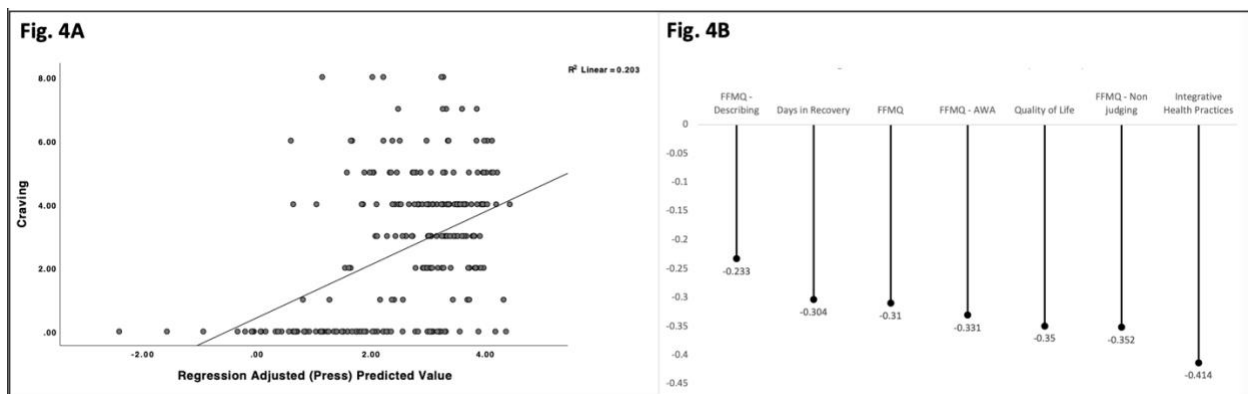 Fig. 4A
R² Linear = 0.203
8.00
6.00
4.00
2.00
.00
Craving
-2.00
.00
2.00
4.00
Regression Adjusted (Press) Predicted Value
Fig. 4B
FFMQ -
Describing
Days in Recovery
FFMQ
FFMQ - AWA
Quality of Life
FFMQ - Non
judging
Integrative
Health Practices
0
-0.05
-0.1
-0.15
-0.2
-0.25
-0.3
-0.35
-0.4
-0.45
-0.233
-0.304
-0.31
-0.331
-0.35
-0.352
-0.414